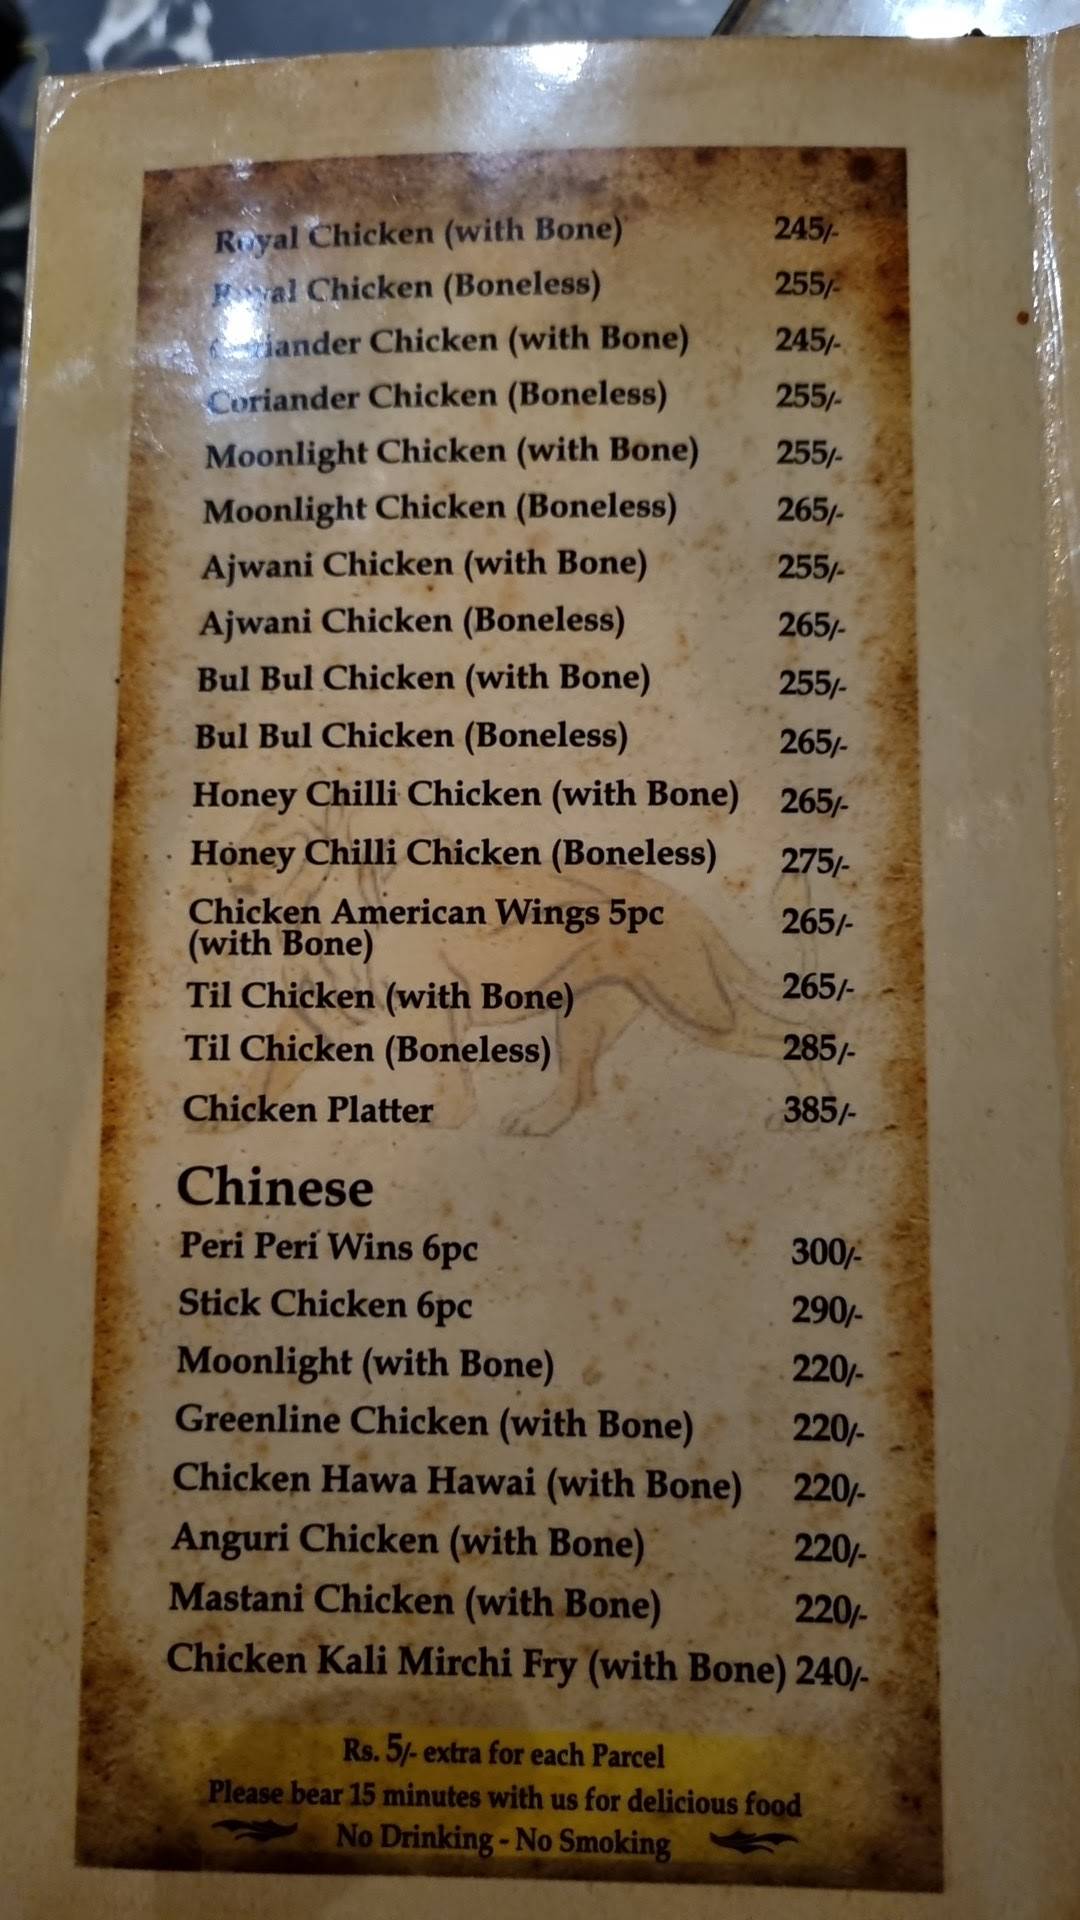 Royal Chicken (with Bone) 245/-
Royal Chicken (Boneless) 255/-
Coriander Chicken (with Bone) 245/-
Coriander Chicken (Boneless) 255/-
Moonlight Chicken (with Bone) 255/-
Moonlight Chicken (Boneless) 265/-
Ajwani Chicken (with Bone) 255/-
Ajwani Chicken (Boneless) 265/-
Bul Bul Chicken (with Bone) 255/-
Bul Bul Chicken (Boneless) 265/-
Honey Chilli Chicken (with Bone) 265/-
Honey Chilli Chicken (Boneless) 275/-
Chicken American Wings 5pc 265/-
(with Bone)
Til Chicken (with Bone) 265/-
Til Chicken (Boneless) 285/-
Chicken Platter 385/-
Chinese
Peri Peri Wins 6pc 300/-
Stick Chicken 6pc 290/-
Moonlight (with Bone) 220/-
Greenline Chicken (with Bone) 220/-
Chicken Hawa Hawai (with Bone) 220/-
Anguri Chicken (with Bone) 220/-
Mastani Chicken (with Bone) 220/-
Chicken Kali Mirchi Fry (with Bone) 240/-
Rs. 5/- extra for each Parcel
Please bear 15 minutes with us for delicious food
No Drinking - No Smoking